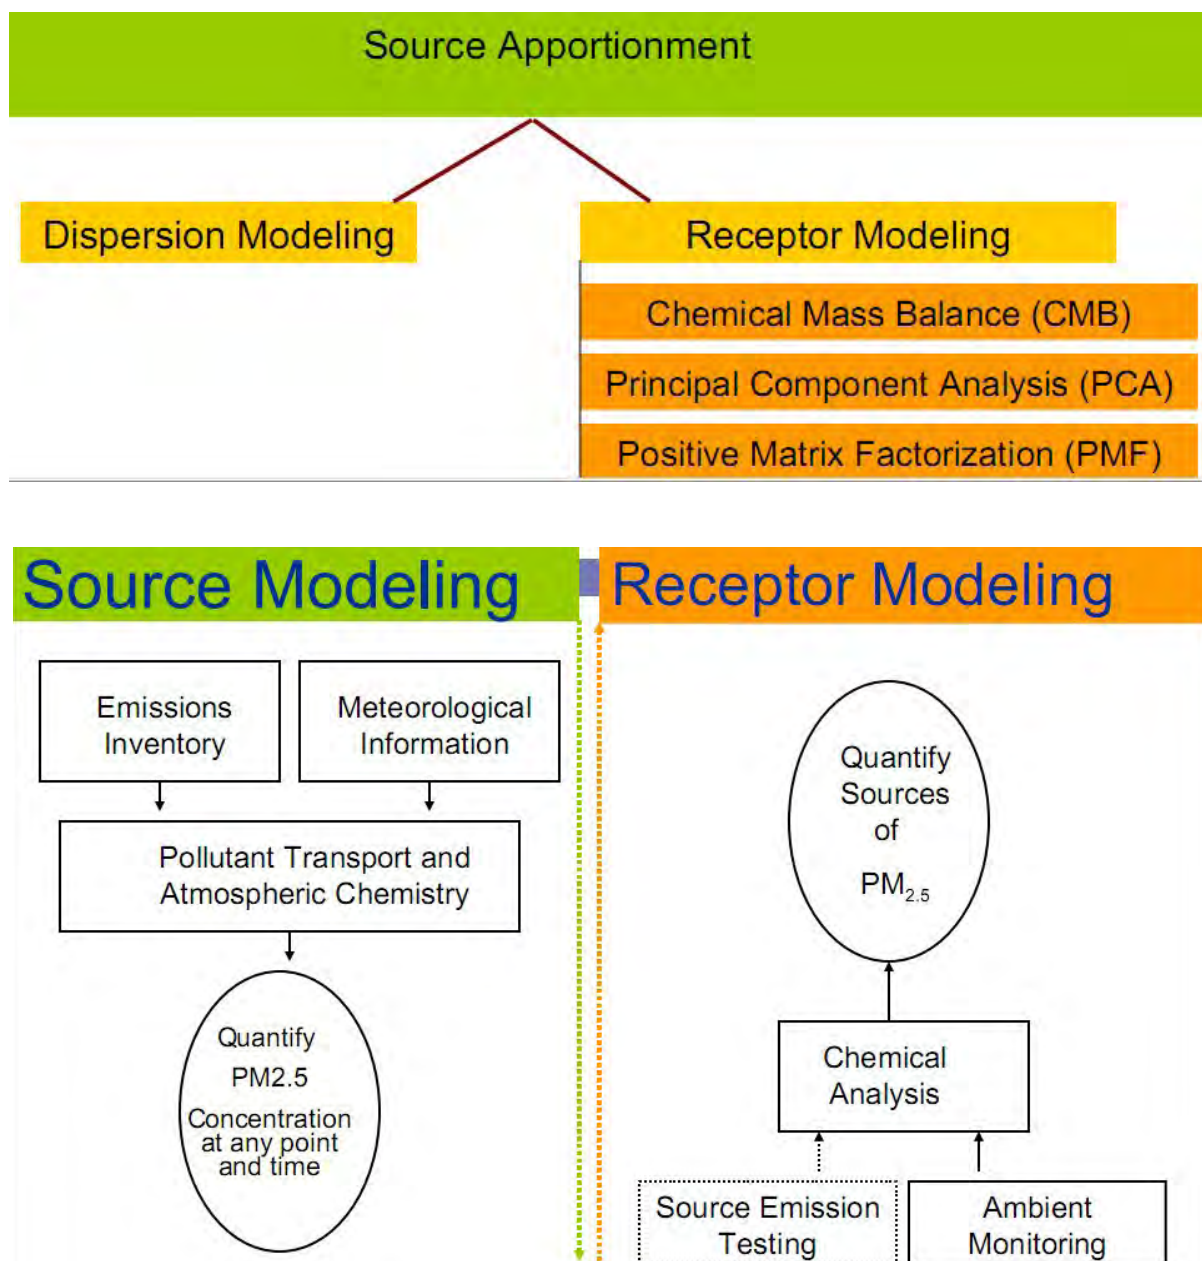 Source Apportionment
Dispersion Modeling
Receptor Modeling
Chemical Mass Balance (CMB)
Principal Component Analysis (PCA)
Positive Matrix Factorization (PMF)
Source Modeling
Receptor Modeling
Emissions
Inventory
Meteorological
Information
Pollutant Transport and
Atmospheric Chemistry
Quantify
PM2.5
Concentration
at any point
and time
Quantify
Sources
of
PM2.5
Chemical
Analysis
Source Emission
Testing
Ambient
Monitoring